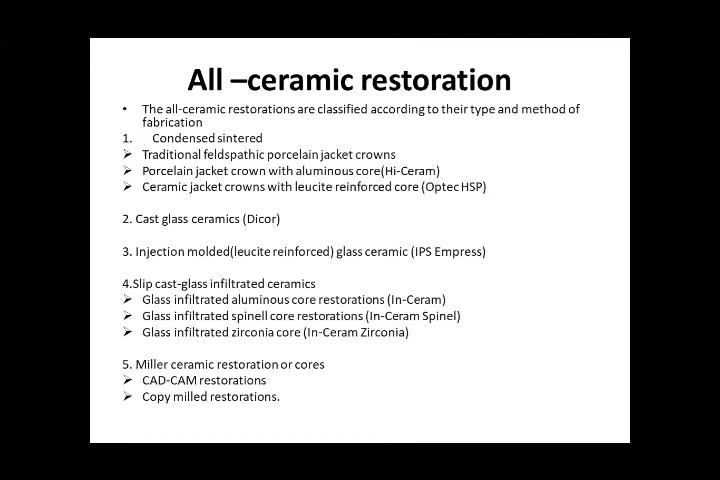 All –ceramic restoration
• The all-ceramic restorations are classified according to their type and method of
fabrication
1. Condensed sintered
➢ Traditional feldspathic porcelain jacket crowns
➢ Porcelain jacket crown with aluminous core(Hi-Ceram)
➢ Ceramic jacket crowns with leucite reinforced core (Optec HSP)
2. Cast glass ceramics (Dicor)
3. Injection molded(leucite reinforced) glass ceramic (IPS Empress)
4.Slip cast-glass infiltrated ceramics
➢ Glass infiltrated aluminous core restorations (In-Ceram)
➢ Glass infiltrated spinell core restorations (In-Ceram Spinel)
➢ Glass infiltrated zirconia core (In-Ceram Zirconia)
5. Miller ceramic restoration or cores
➢ CAD-CAM restorations
➢ Copy milled restorations.